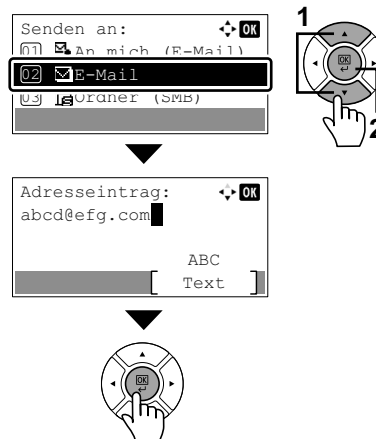 Senden an: OK
01 An mich (E-Mail)
02 E-Mail
03 Ordner (SMB)
1
OK
2
Adresseintrag: OK
abcd@efg.com
ABC
[ Text ]
OK